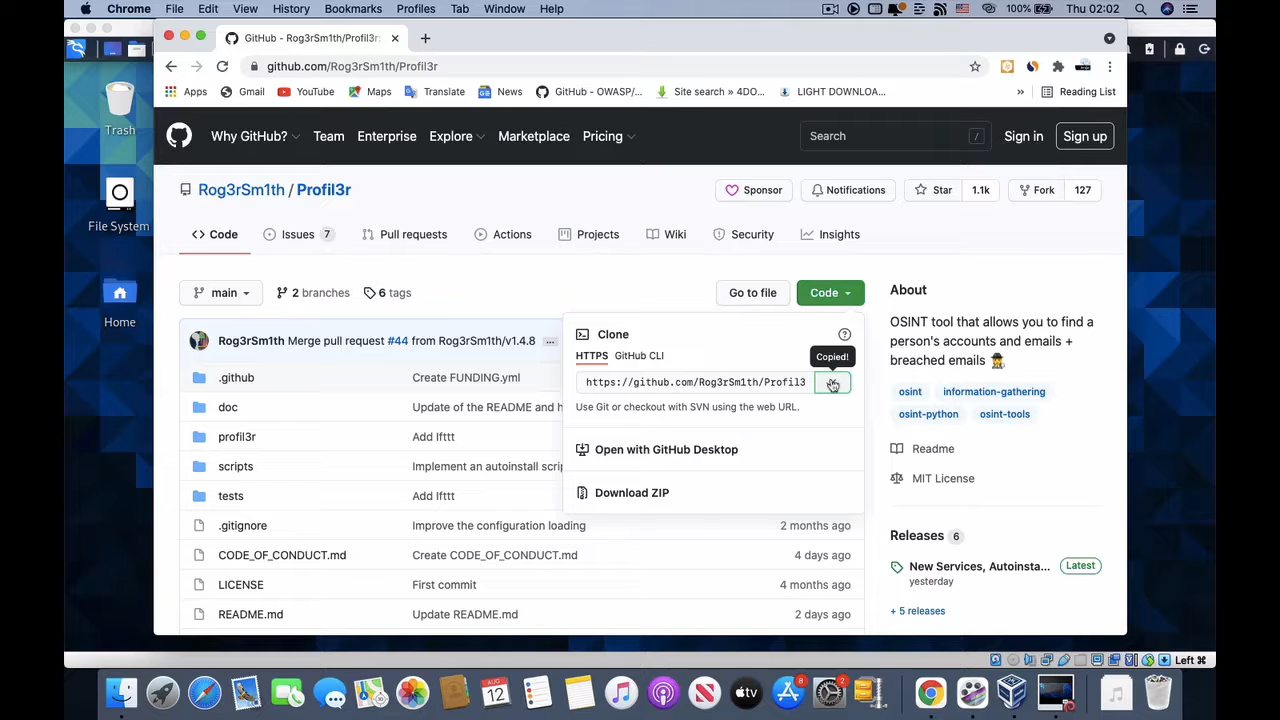 Chrome File Edit View History Bookmarks Profiles Tab Window Help 100% Thu 02:02
GitHub - Rog3rSm1th/Profil3r:
github.com/Rog3rSm1th/Profil3r
Apps Gmail YouTube Maps Translate News GitHub - OWASP/... Site search » 4DO... LIGHT DOWNLOA... » Reading List
Trash
File System
Home
Why GitHub? Team Enterprise Explore Marketplace Pricing Search / Sign in Sign up
Rog3rSm1th / Profil3r Sponsor Notifications Star 1.1k Fork 127
<> Code Issues 7 Pull requests Actions Projects Wiki Security Insights
main 2 branches 6 tags Go to file Code
Rog3rSm1th Merge pull request #44 from Rog3rSm1th/v1.4.8 ...
.github Create FUNDING.yml
doc Update of the README and h
profil3r Add Ifttt
scripts Implement an autoinstall scrip
tests Add Ifttt
.gitignore Improve the configuration loading 2 months ago
CODE_OF_CONDUCT.md Create CODE_OF_CONDUCT.md 4 days ago
LICENSE First commit 4 months ago
README.md Update README.md 2 days ago
Clone ?
HTTPS GitHub CLI
Copied!
https://github.com/Rog3rSm1th/Profil3
Use Git or checkout with SVN using the web URL.
Open with GitHub Desktop
Download ZIP
About
OSINT tool that allows you to find a
person's accounts and emails +
breached emails
osint information-gathering
osint-python osint-tools
Readme
MIT License
Releases 6
New Services, Autoinsta... Latest
yesterday
+ 5 releases
Left ⌘
AUG
12
tv
8
2